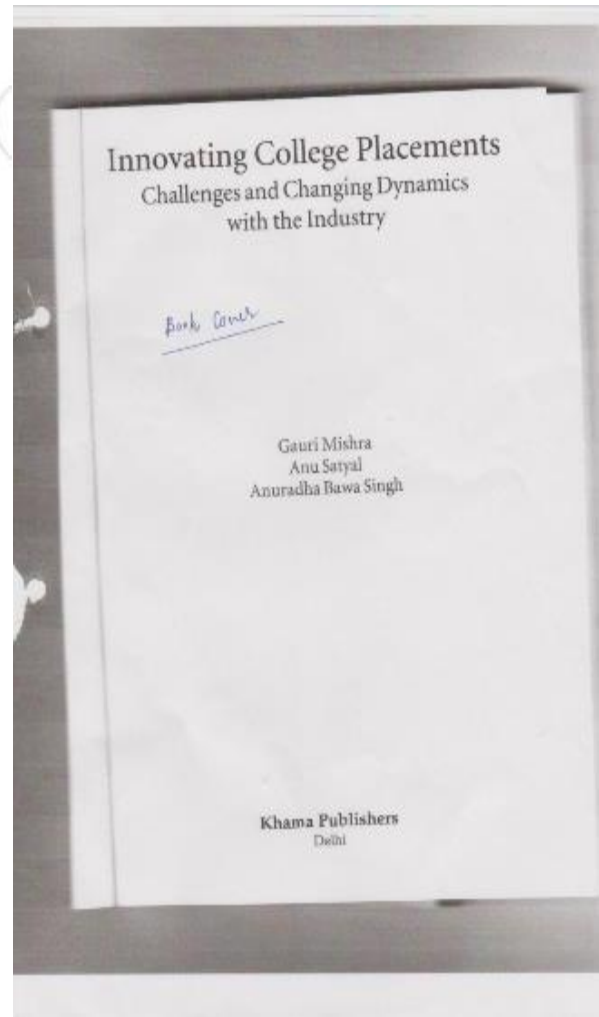 Innovating College Placements
Challenges and Changing Dynamics
with the Industry
Book Cover
Gauri Mishra
Anu Satyal
Anuradha Bawa Singh
Khama Publishers
Delhi